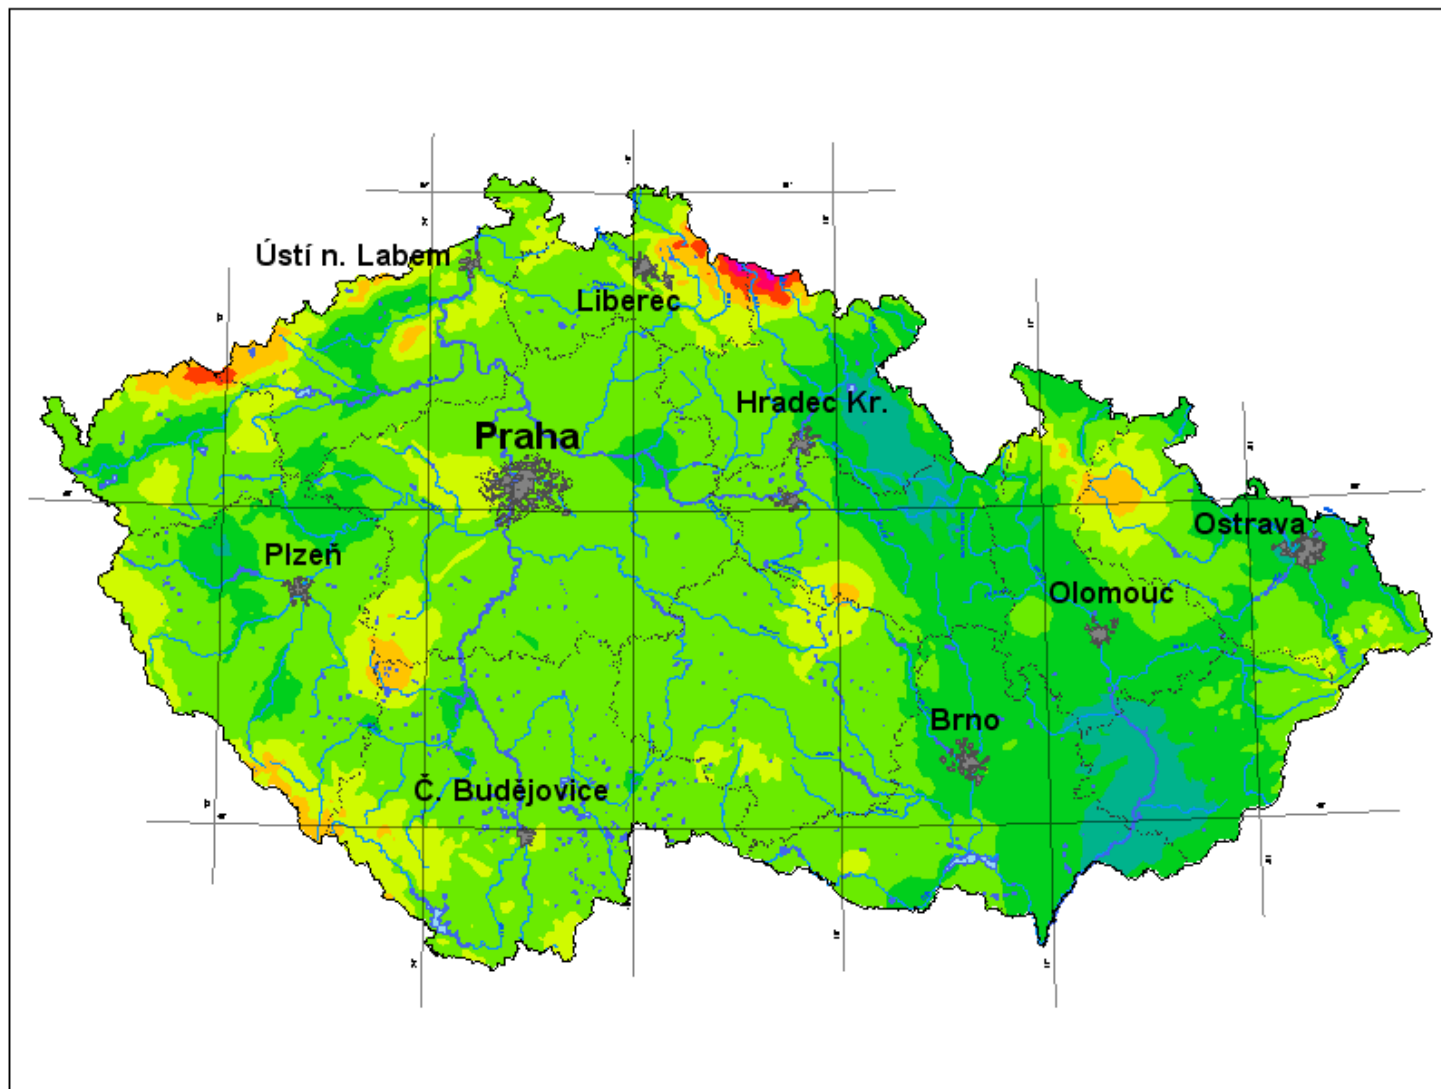 Ústí n. Labem
Liberec
Hradec Kr.
Praha
Ostrava
Plzeň
Olomouc
Brno
Č. Budějovice